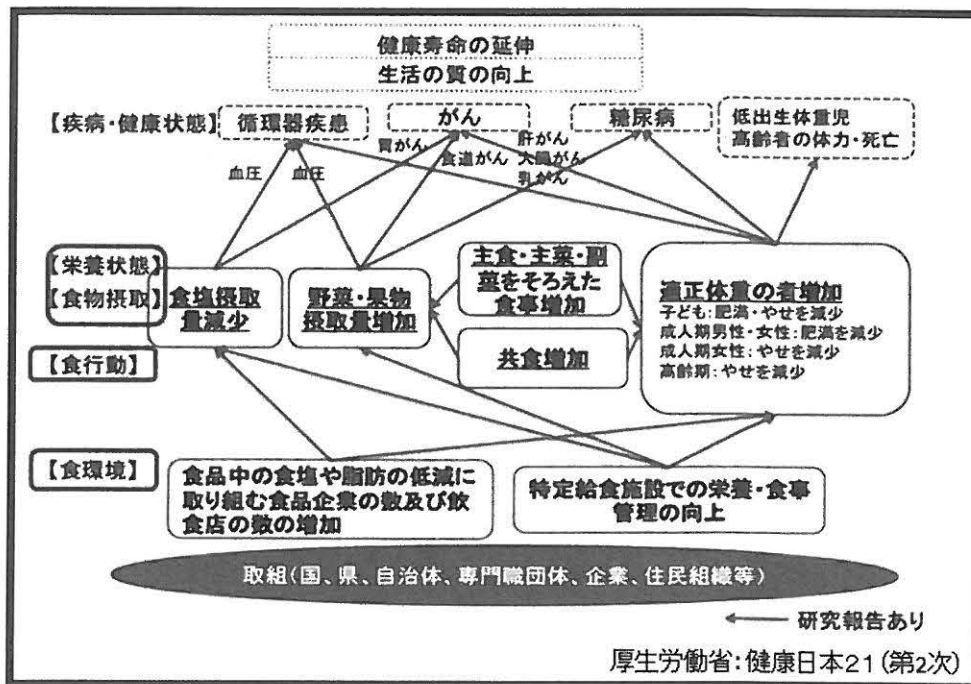 健康寿命の延伸
生活の質の向上
【疾病・健康状態】
循環器疾患
がん
糖尿病
低出生体重児
高齢者の体力・死亡
胃がん
食道がん
肝がん
大腸がん
乳がん
血圧
血圧
【栄養状態】
【食物摂取】
食塩摂取
量減少
野菜・果物
摂取量増加
主食・主菜・副
菜をそろえた
食事増加
共食増加
適正体重の者増加
子ども:肥満・やせを減少
成人期男性・女性:肥満を減少
成人期女性:やせを減少
高齢期:やせを減少
【食行動】
【食環境】
食品中の食塩や脂肪の低減に
取り組む食品企業の数及び飲
食店の数の増加
特定給食施設での栄養・食事
管理の向上
取組(国、県、自治体、専門職団体、企業、住民組織等)
研究報告あり
厚生労働省:健康日本21(第2次)